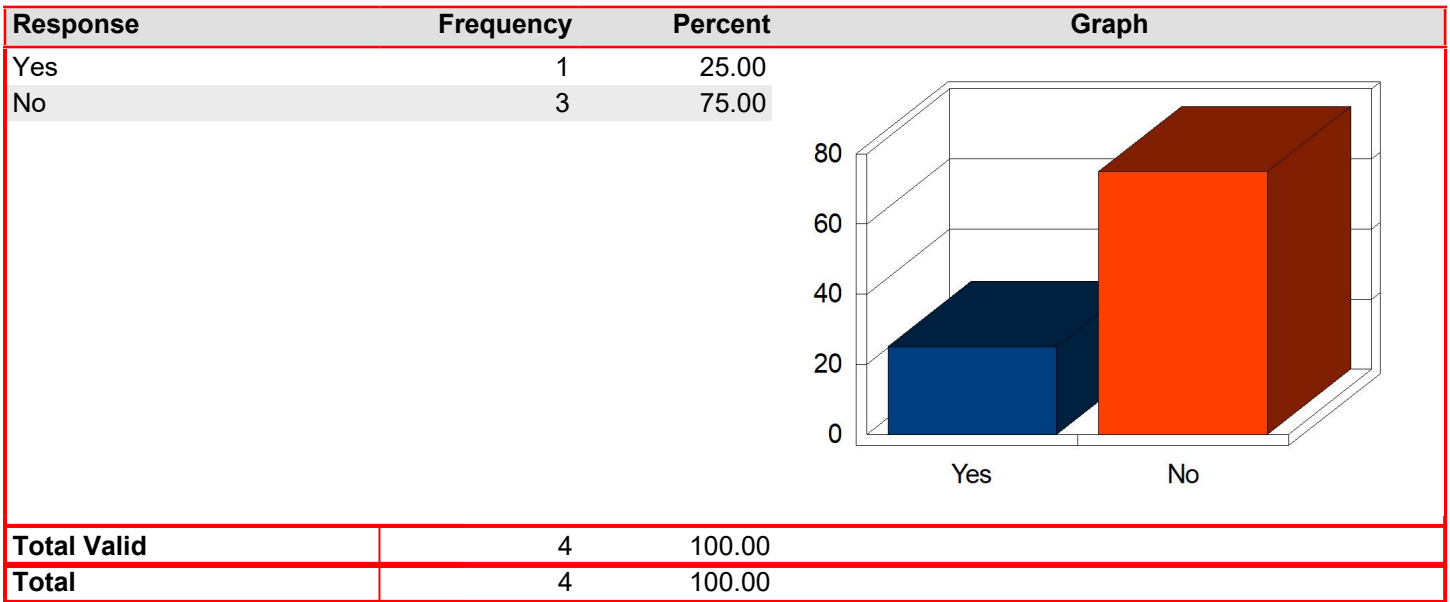 Response Frequency Percent Graph
Yes 1 25.00
No 3 75.00
80
60
40
20
0
Yes No
Total Valid 4 100.00
Total 4 100.00